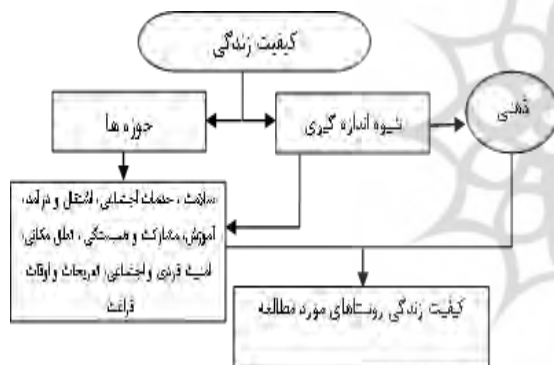 کیفیت زندگی
ذهنی
شیوه اندازه گیری
حوزه ها
سلامت، خدمات اجتماعی، اشتغال و درآمد،
آموزش، مشارکت و همبستگی، تعلق مکانی،
امنیت فردی و اجتماعی، تفریحات و اوقات
فراغت
کیفیت زندگی روستاهای مورد مطالعه